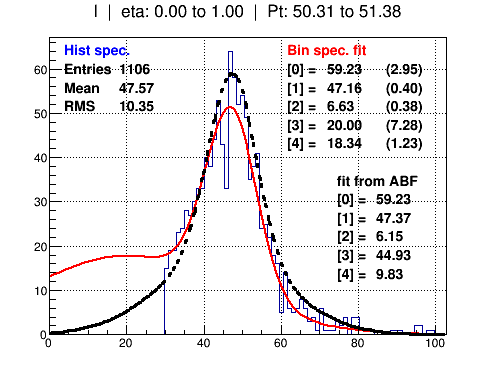 I | eta: 0.00 to 1.00 | Pt: 50.31 to 51.38
Hist spec.
Entries 1106
Mean 47.57
RMS 10.35
Bin spec. fit
[0] = 59.23 (2.95)
[1] = 47.16 (0.40)
[2] = 6.63 (0.38)
[3] = 20.00 (7.28)
[4] = 18.34 (1.23)
fit from ABF
[0] = 59.23
[1] = 47.37
[2] = 6.15
[3] = 44.93
[4] = 9.83
60
50
40
30
20
10
0
0 20 40 60 80 100